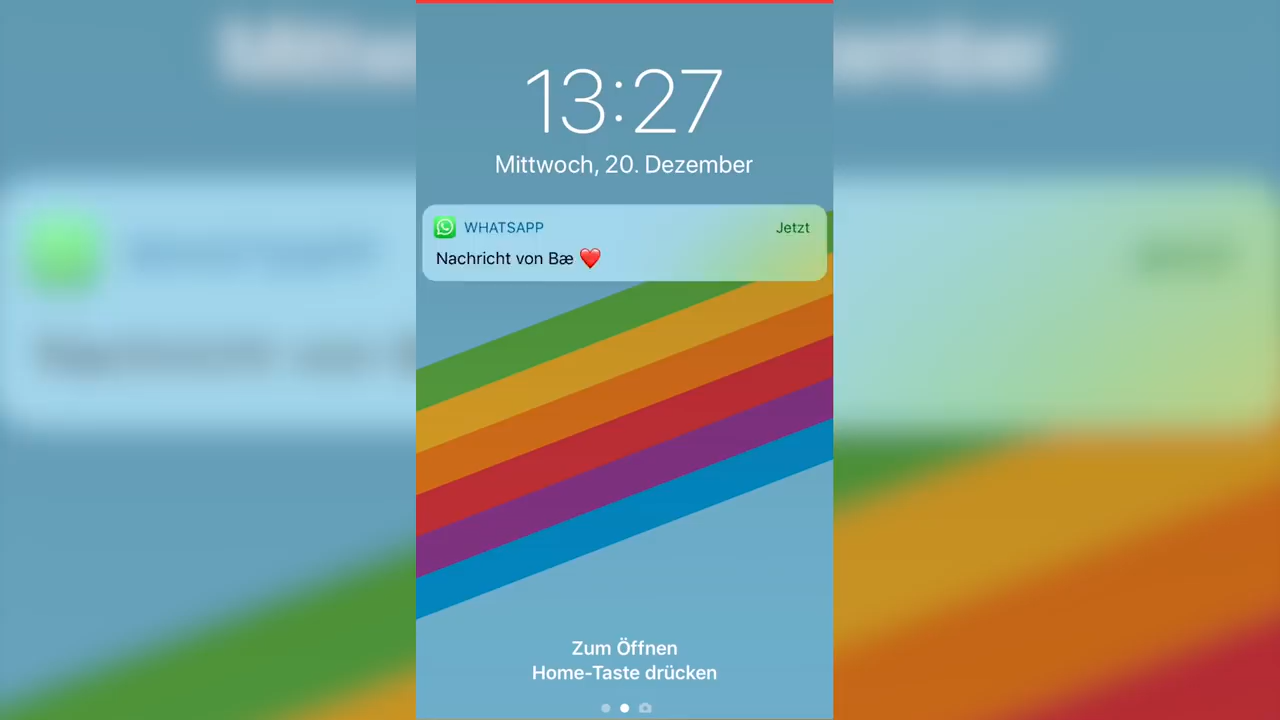 13:27
Mittwoch, 20. Dezember
WHATSAPP Jetzt
Nachricht von Bæ ❤️
Zum Öffnen
Home-Taste drücken